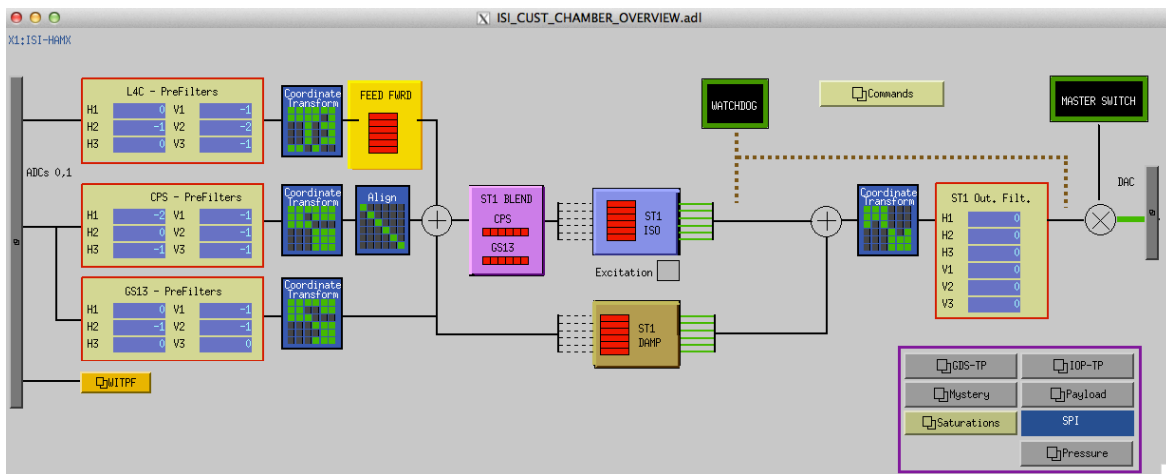 ISI_CUST_CHAMBER_OVERVIEW.adl
X1:ISI-HAMX
L4C - PreFilters
H1 0 V1 -1
H2 -1 V2 -2
H3 0 V3 -1
Coordinate
Transform
FEED FWRD
WATCHDOG
Commands
MASTER SWITCH
ADCs 0,1
CPS - PreFilters
H1 -2 V1 -1
H2 0 V2 -1
H3 -1 V3 -1
Coordinate
Transform
Align
ST1 BLEND
CPS
GS13
ST1
ISO
Excitation
Coordinate
Transform
ST1 Out. Filt.
H1 0
H2 0
H3 0
V1 0
V2 0
V3 0
DAC
GS13 - PreFilters
H1 0 V1 -1
H2 -1 V2 -1
H3 0 V3 0
Coordinate
Transform
ST1
DAMP
WITPF
GDS-TP
IOP-TP
Mystery
Payload
Saturations
SPI
Pressure